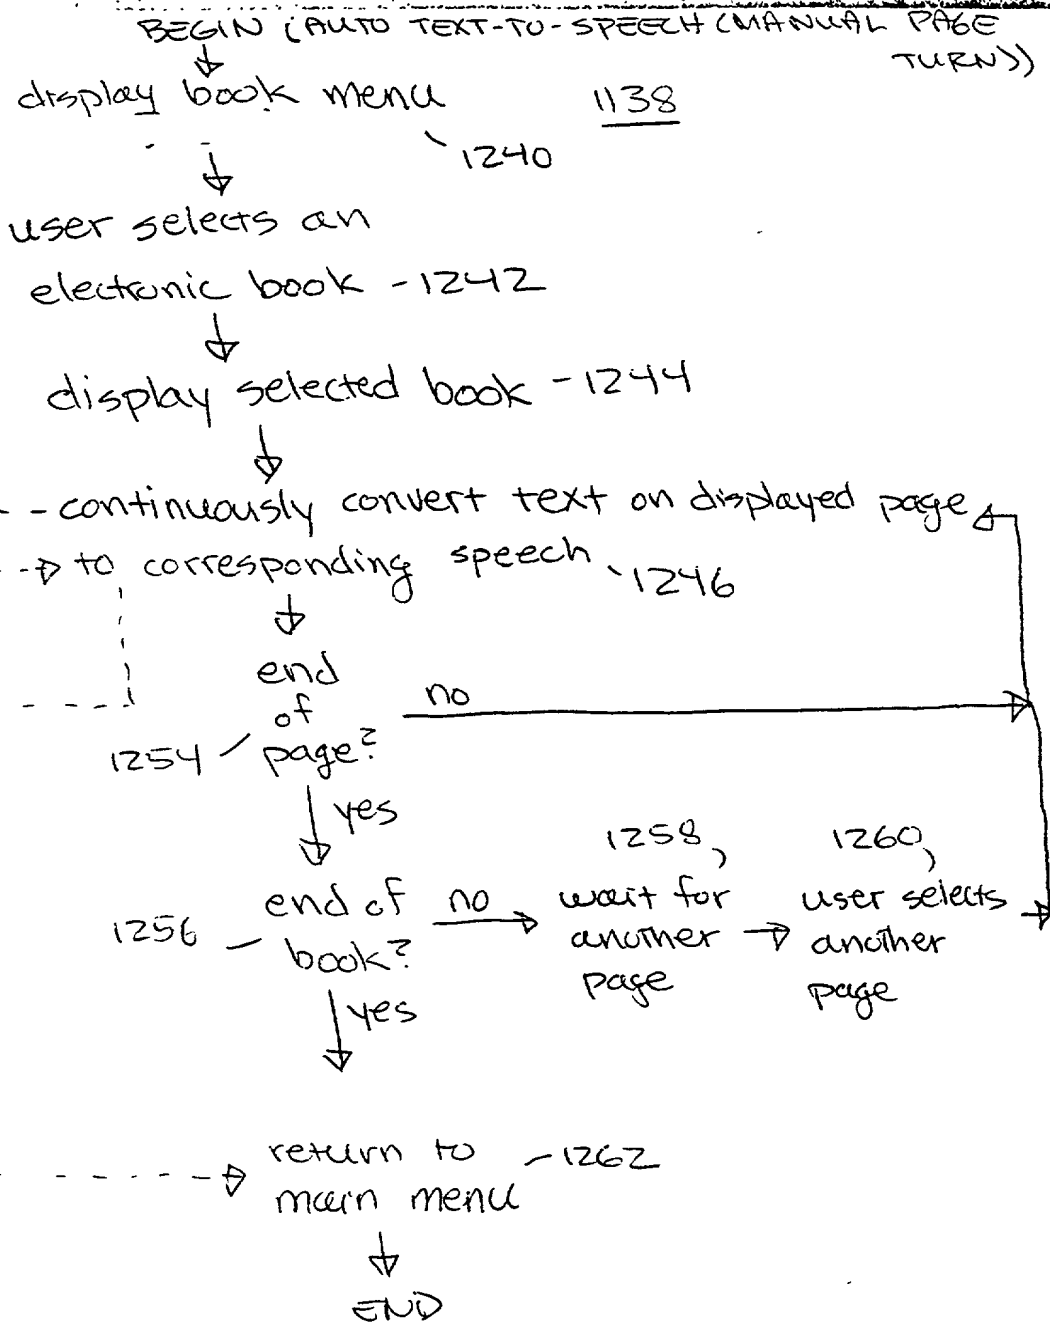 BEGIN (AUTO TEXT-TO-SPEECH (MANUAL PAGE
TURN))
display book menu
1138
1240
user selects an
electronic book - 1242
display selected book - 1244
continuously convert text on displayed page
to corresponding speech
1246
end
of
page?
no
1254
yes
1258
1260
end of
book?
no
1256
wait for
another
page
user selects
another
page
yes
return to
main menu
1262
END